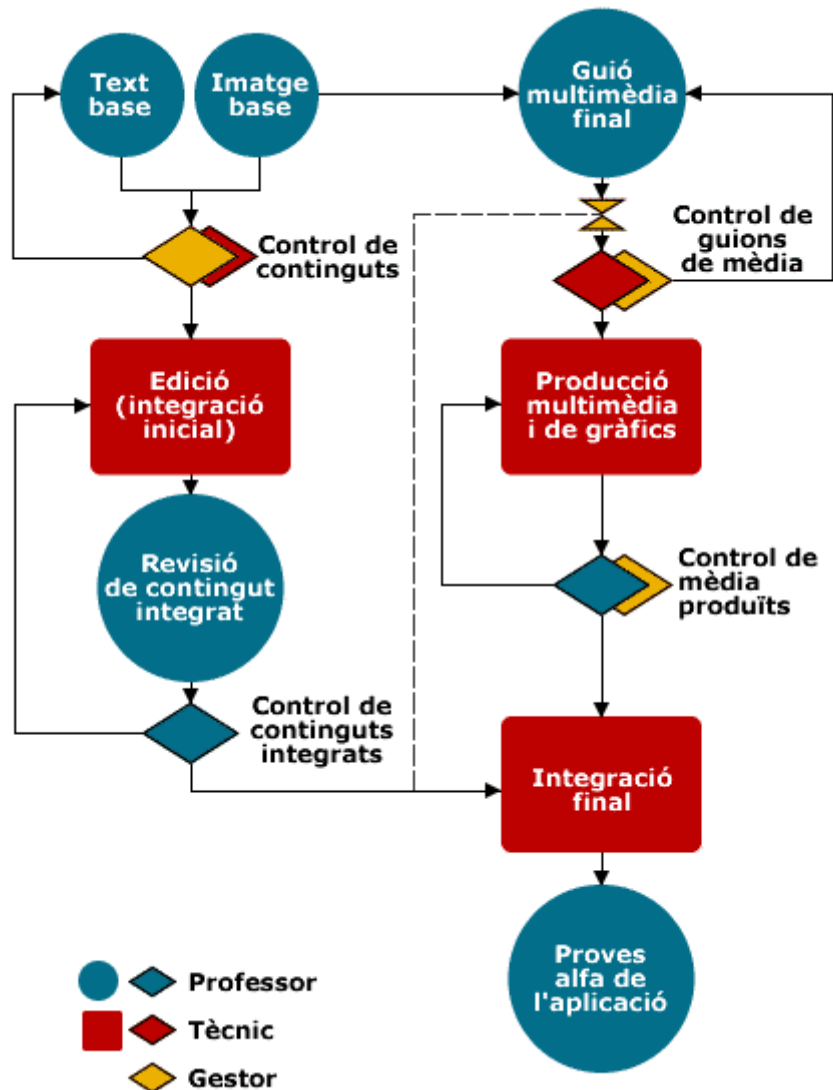 Text
base
Imatge
base
Guió
multimèdia
final
Control de
continguts
Control de
guions
de mèdia
Edició
(integració
inicial)
Producció
multimèdia
i de gràfics
Revisió
de contingut
integrat
Control de
mèdia
produïts
Control de
continguts
integrats
Integració
final
Proves
alfa de
l'aplicació
Professor
Tècnic
Gestor